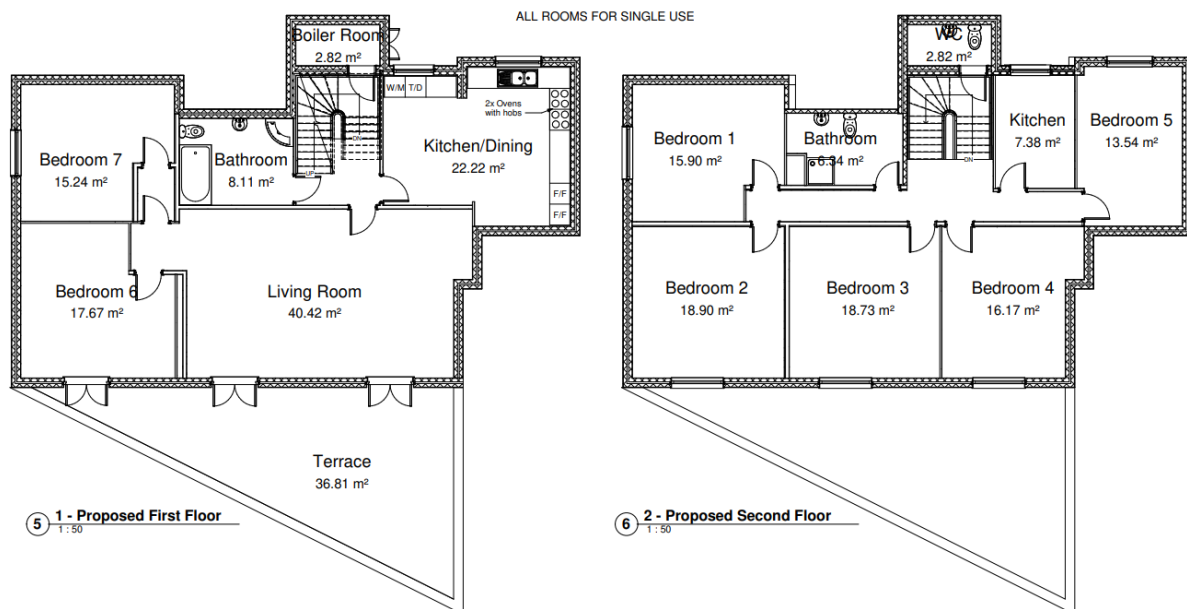 ALL ROOMS FOR SINGLE USE
Boiler Room
2.82 m²
W/M T/D
2x Ovens
with hobs
DN
Kitchen/Dining
22.22 m²
Bedroom 7
15.24 m²
Bathroom
8.11 m²
UP
F/F
F/F
Bedroom 6
17.67 m²
Living Room
40.42 m²
Terrace
36.81 m²
5
1 - Proposed First Floor
1 : 50
WC
2.82 m²
Bedroom 1
15.90 m²
Bathroom
6.34 m²
DN
Kitchen
7.38 m²
Bedroom 5
13.54 m²
Bedroom 2
18.90 m²
Bedroom 3
18.73 m²
Bedroom 4
16.17 m²
6
2 - Proposed Second Floor
1 : 50